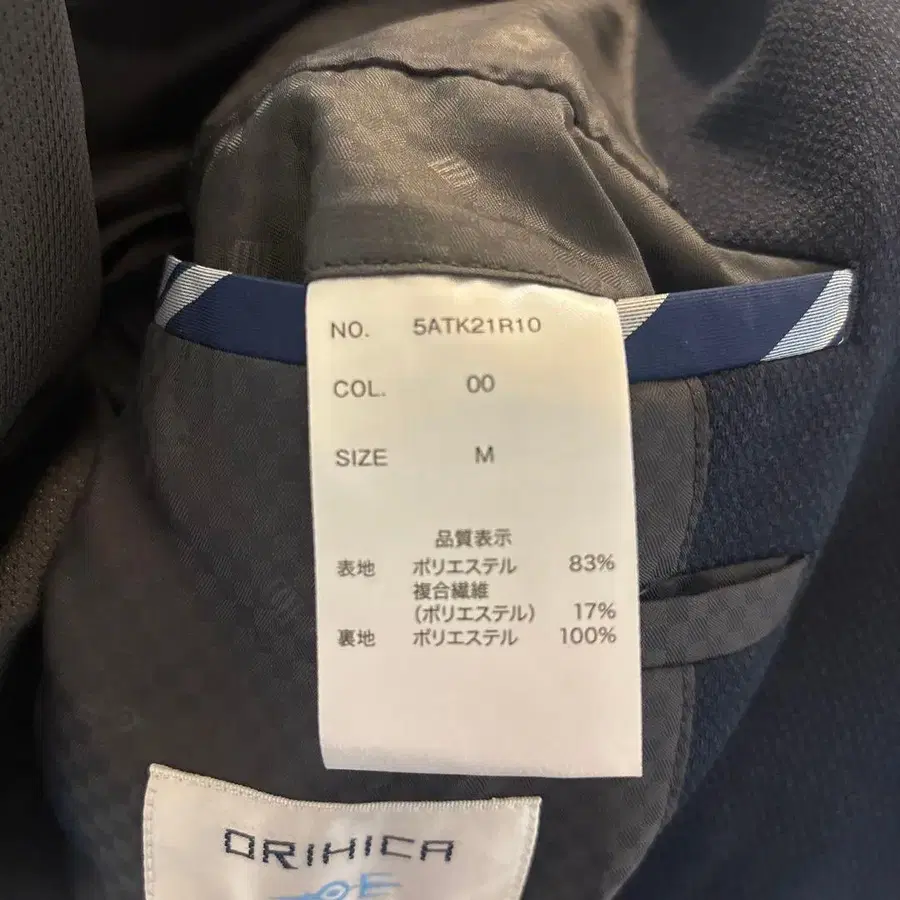 NO. 5ATK21R10
COL. 00
SIZE M
品質表示
表地 ポリエステル 83%
複合繊維
(ポリエステル) 17%
裏地 ポリエステル 100%
ORIHICA